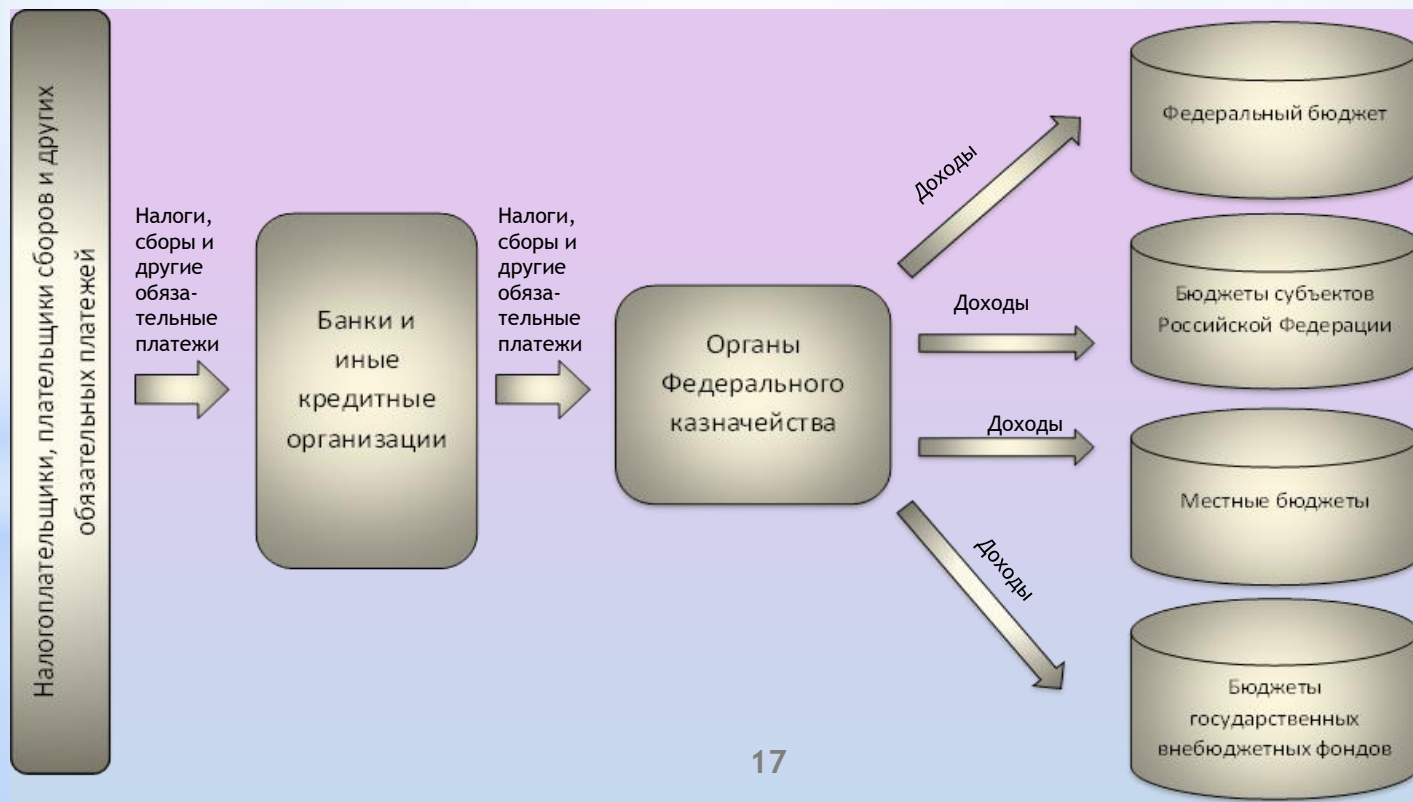 Налогоплательщики, плательщики сборов и других
обязательных платежей
Налоги,
сборы и
другие
обяза-
тельные
платежи
Банки и
иные
кредитные
организации
Налоги,
сборы и
другие
обяза-
тельные
платежи
Органы
Федерального
казначейства
Доходы
Федеральный бюджет
Доходы
Бюджеты субъектов
Российской Федерации
Доходы
Местные бюджеты
Доходы
Бюджеты
государственных
внебюджетных фондов
17